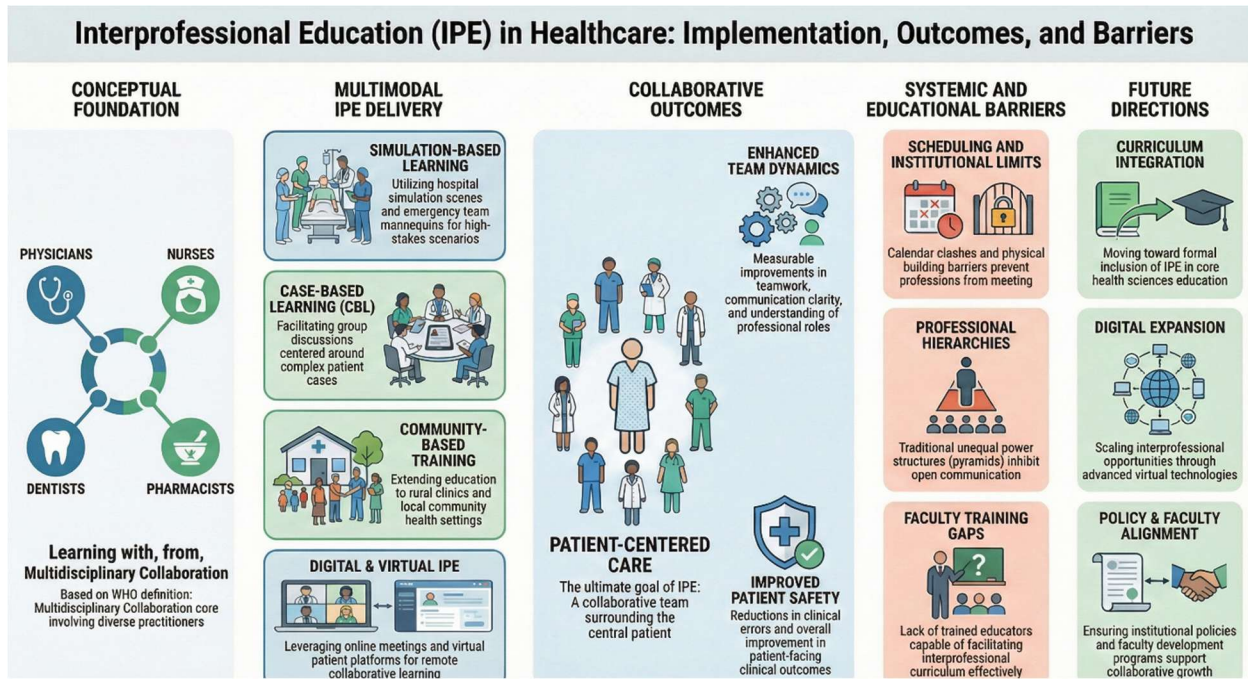 Interprofessional Education (IPE) in Healthcare: Implementation, Outcomes, and Barriers
CONCEPTUAL
FOUNDATION
PHYSICIANS
NURSES
DENTISTS
PHARMACISTS
Learning with, from,
Multidisciplinary Collaboration
Based on WHO definition:
Multidisciplinary Collaboration core
involving diverse practitioners
MULTIMODAL
IPE DELIVERY
SIMULATION-BASED
LEARNING
Utilizing hospital
simulation scenes
and emergency team
mannequins for high-
stakes scenarios
CASE-BASED
LEARNING (CBL)
Facilitating group
discussions
centered around
complex patient
cases
COMMUNITY-
BASED
TRAINING
Extending education
to rural clinics and
local community
health settings
DIGITAL & VIRTUAL IPE
Leveraging online meetings and virtual
patient platforms for remote
collaborative learning
COLLABORATIVE
OUTCOMES
ENHANCED
TEAM DYNAMICS
Measurable
improvements in
teamwork,
communication clarity,
and understanding of
professional roles
PATIENT-CENTERED
CARE
The ultimate goal of IPE:
A collaborative team
surrounding the
central patient
IMPROVED
PATIENT SAFETY
Reductions in clinical
errors and overall
improvement in
patient-facing
clinical outcomes
SYSTEMIC AND
EDUCATIONAL BARRIERS
SCHEDULING AND
INSTITUTIONAL LIMITS
Calendar clashes and physical
building barriers prevent
professions from meeting
PROFESSIONAL
HIERARCHIES
Traditional unequal power
structures (pyramids) inhibit
open communication
FACULTY TRAINING
GAPS
?
Lack of trained educators
capable of facilitating
interprofessional
curriculum effectively
FUTURE
DIRECTIONS
CURRICULUM
INTEGRATION
Moving toward formal
inclusion of IPE in core
health sciences education
DIGITAL EXPANSION
Scaling interprofessional
opportunities through
advanced virtual technologies
POLICY & FACULTY
ALIGNMENT
Ensuring institutional policies
and faculty development
programs support
collaborative growth